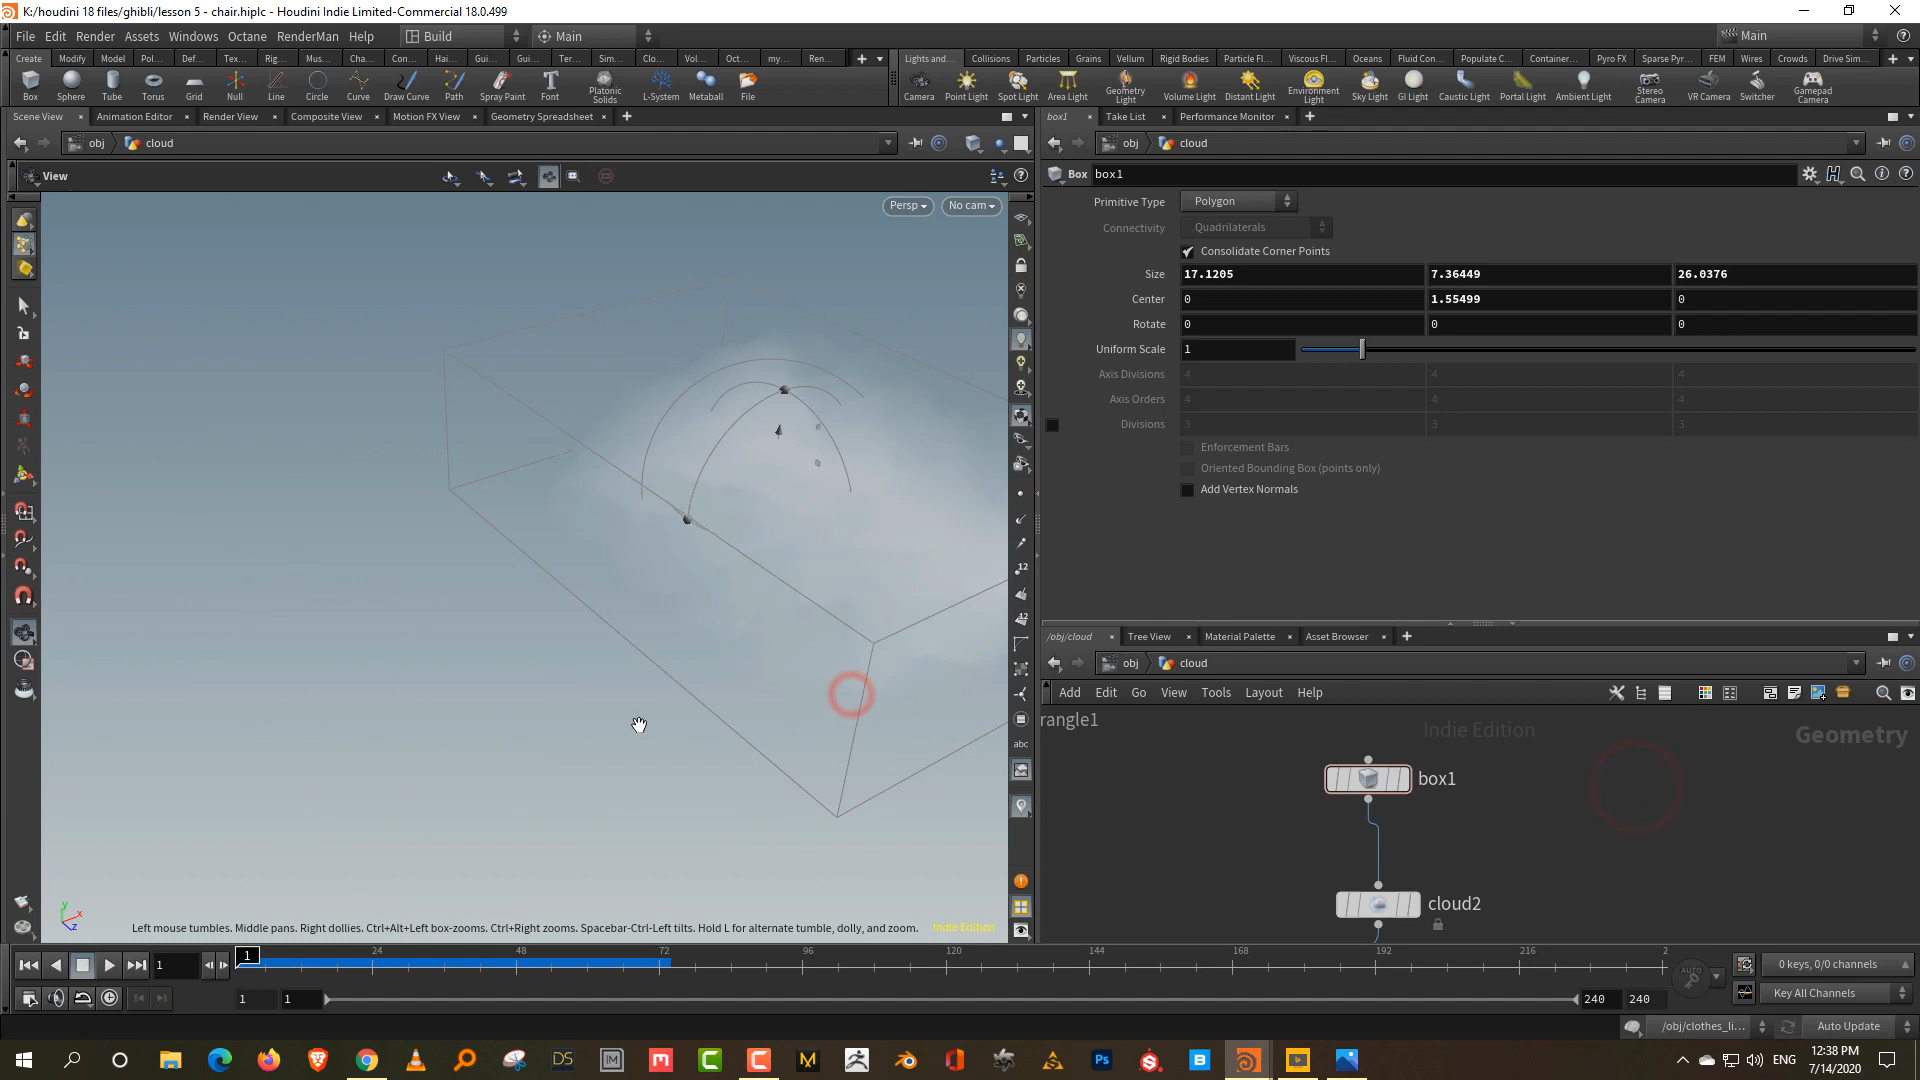 K:/houdini 18 files/ghibli/lesson 5 - chair.hiplc - Houdini Indie Limited-Commercial 18.0.499
File Edit Render Assets Windows Octane RenderMan Help Build Main Main
Create Modify Model Pol... Def... Tex... Rig... Mus... Cha... Con... Hai... Gui... Gui... Ter... Sim... Clo... Vol... Oct... my... Ren... Lights and... Collisions Particles Grains Vellum Rigid Bodies Particle Fl... Viscous Fl... Oceans Fluid Con... Populate C... Container... Pyro FX Sparse Pyr... FEM Wires Crowds Drive Sim...
Box Sphere Tube Torus Grid Null Line Circle Curve Draw Curve Path Spray Paint Font Platonic Solids L-System Metaball File Camera Point Light Spot Light Area Light Geometry Light Volume Light Distant Light Environment Light Sky Light GI Light Caustic Light Portal Light Ambient Light Stereo Camera VR Camera Switcher Gamepad Camera
Scene View Animation Editor Render View Composite View Motion FX View Geometry Spreadsheet
box1 Take List Performance Monitor
obj cloud
obj cloud
View
Box box1
Persp No cam
Primitive Type Polygon
Connectivity Quadrilaterals
Consolidate Corner Points
Size 17.1205 7.36449 26.0376
Center 0 1.55499 0
Rotate 0 0 0
Uniform Scale 1
Axis Divisions 4 4 4
Axis Orders 4 4 4
Divisions 3 3 3
Enforcement Bars
Oriented Bounding Box (points only)
Add Vertex Normals
/obj/cloud Tree View Material Palette Asset Browser
obj cloud
Add Edit Go View Tools Layout Help
rangle1
Indie Edition
Geometry
box1
cloud2
12
12
abc
y x z
Left mouse tumbles. Middle pans. Right dollies. Ctrl+Alt+Left box-zooms. Ctrl+Right zooms. Spacebar-Ctrl-Left tilts. Hold L for alternate tumble, dolly, and zoom.
Indie Edition
1 1 24 48 72 96 120 144 168 192 216 2
AUTO
0 keys, 0/0 channels
1 1 240 240
Key All Channels
/obj/clothes_li... Auto Update
ENG
12:38 PM
7/14/2020